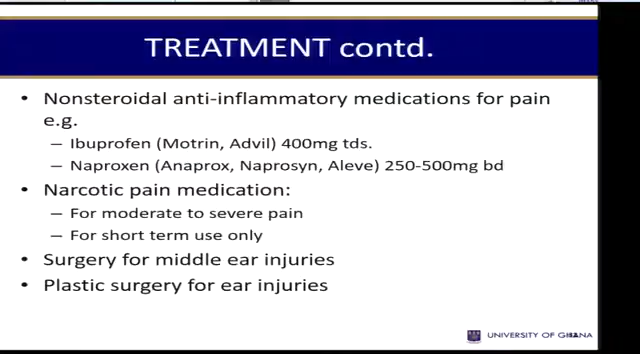 TREATMENT contd.
• Nonsteroidal anti-inflammatory medications for pain
e.g.
– Ibuprofen (Motrin, Advil) 400mg tds.
– Naproxen (Anaprox, Naprosyn, Aleve) 250-500mg bd
• Narcotic pain medication:
– For moderate to severe pain
– For short term use only
• Surgery for middle ear injuries
• Plastic surgery for ear injuries
UNIVERSITY OF GHANA